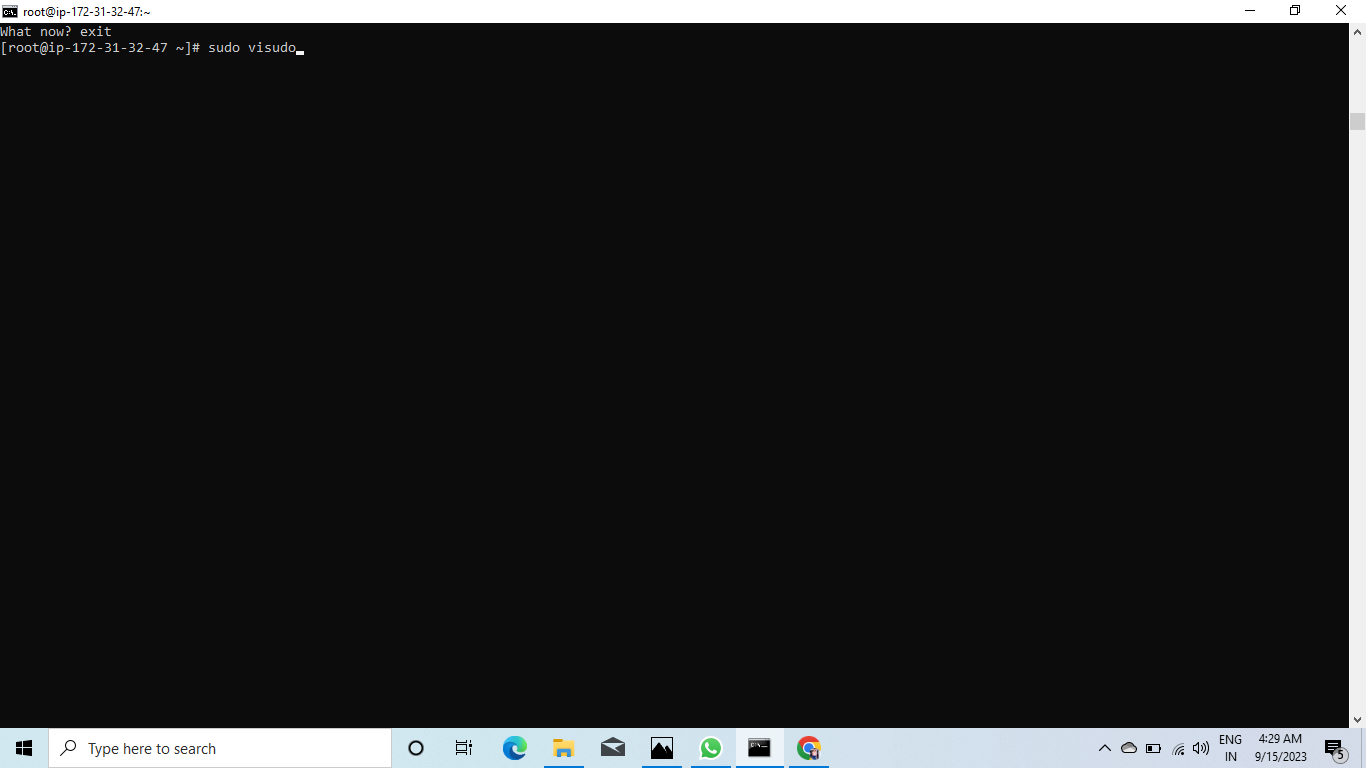 root@ip-172-31-32-47:~
What now? exit
[root@ip-172-31-32-47 ~]# sudo visudo
Type here to search
ENG
IN
4:29 AM
9/15/2023
5